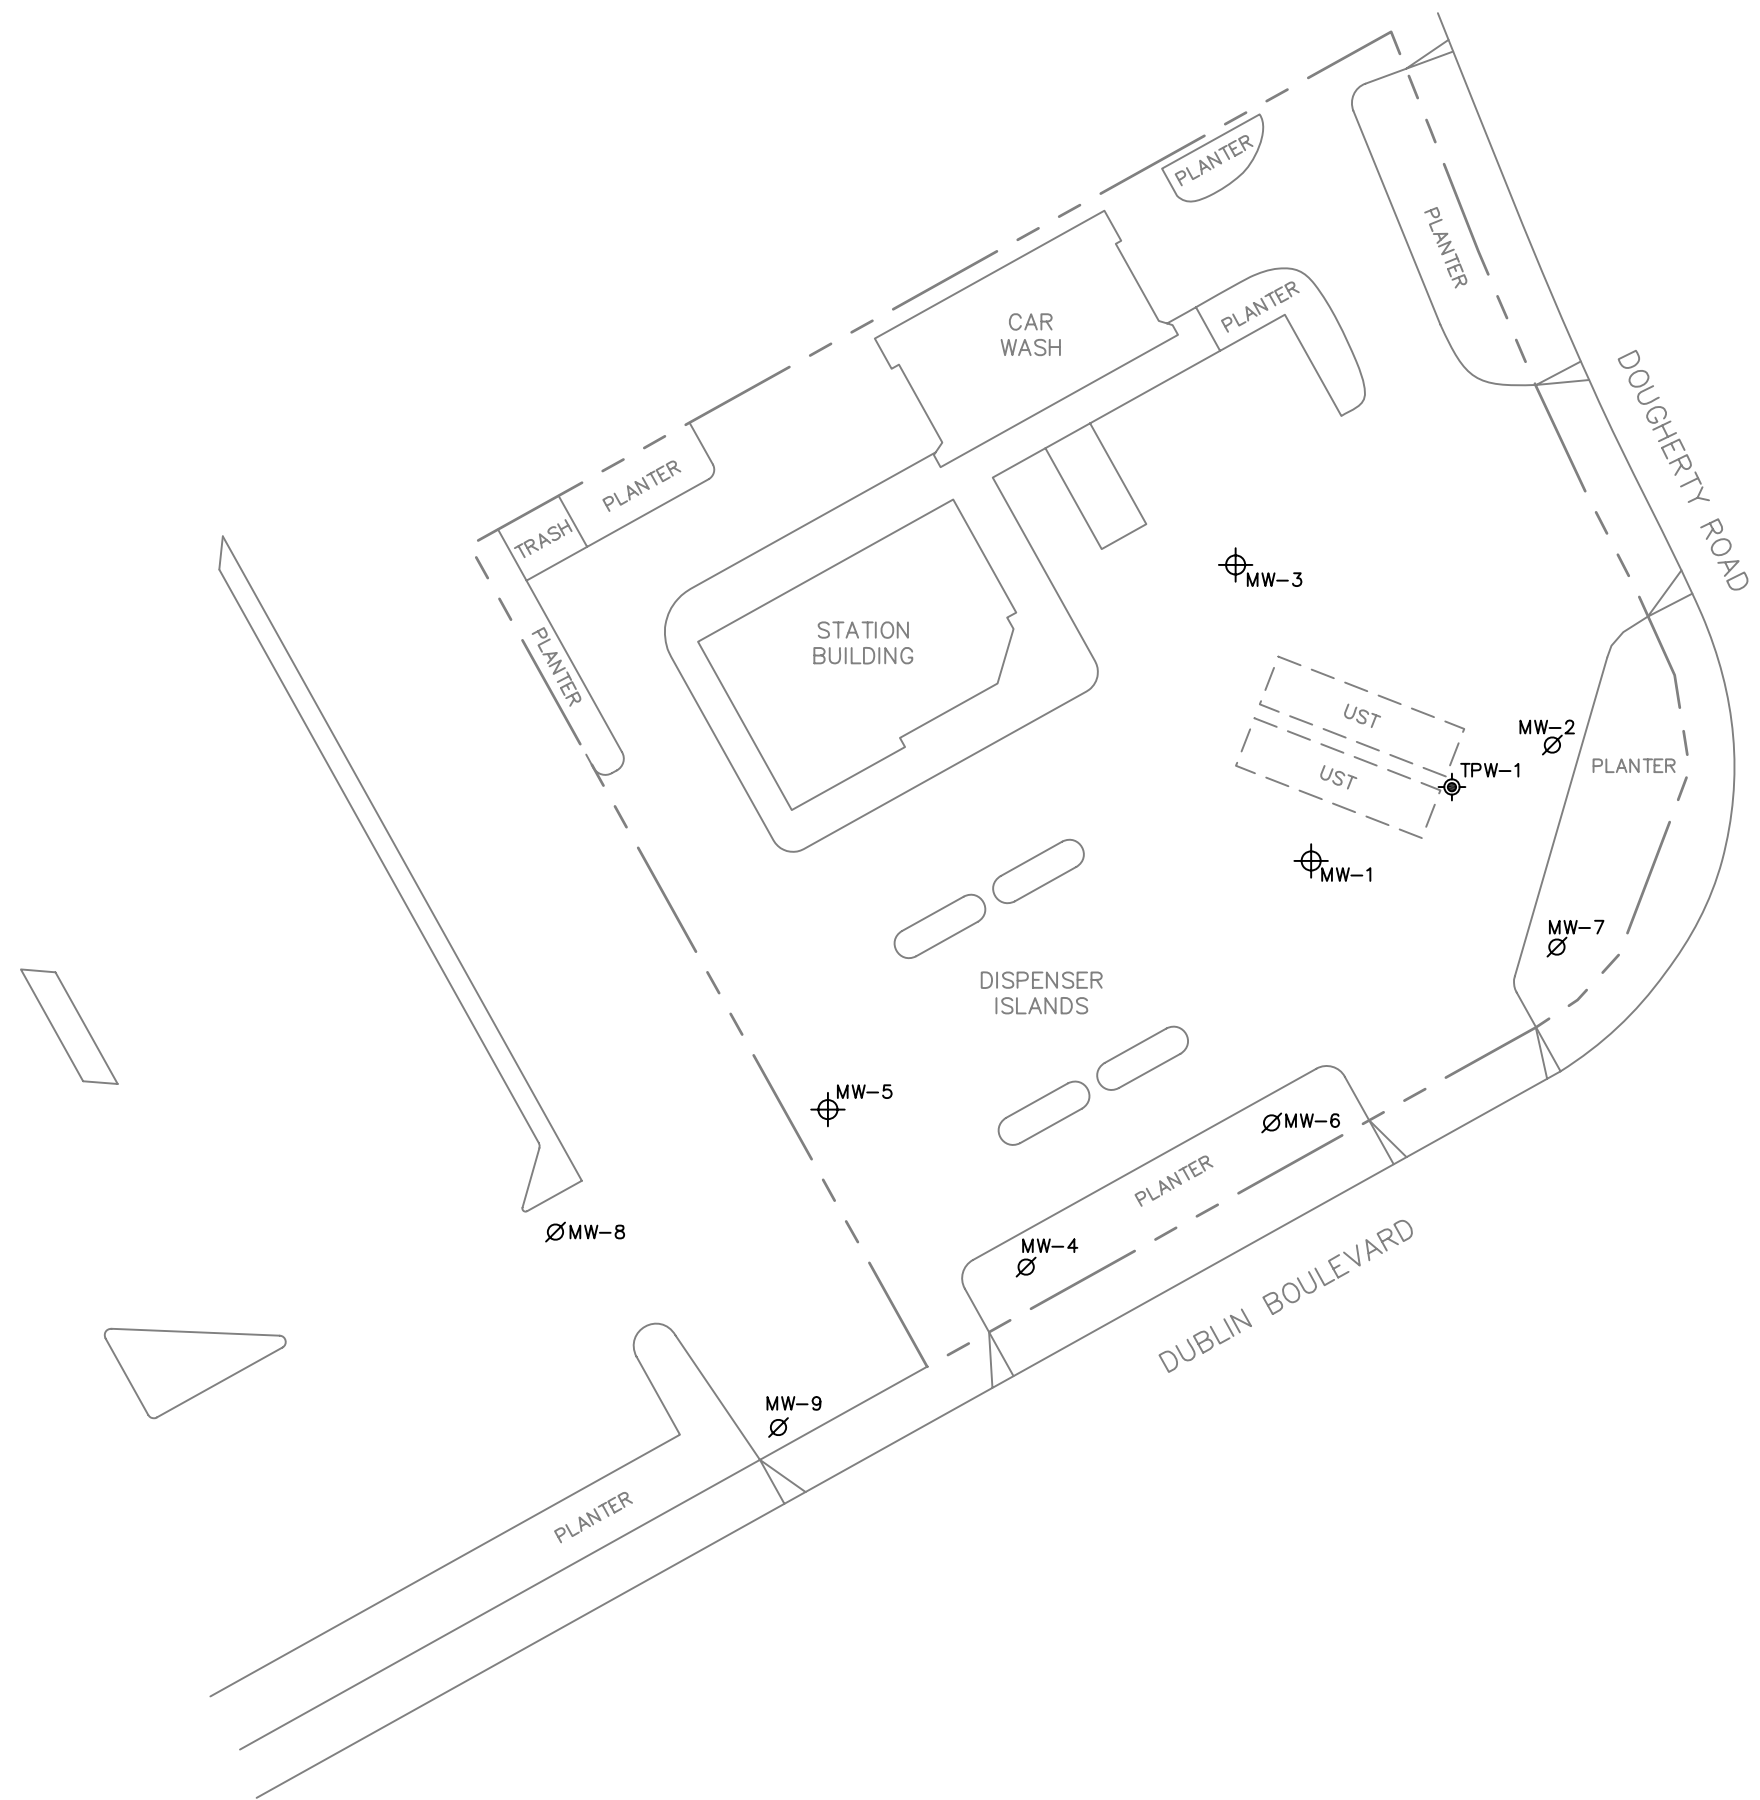 PLANTER
PLANTER
PLANTER
CAR
WASH
DOUGHERTY ROAD
PLANTER
TRASH
MW-3
STATION
BUILDING
PLANTER
UST
MW-2
PLANTER
TPW-1
UST
MW-1
MW-7
DISPENSER
ISLANDS
MW-5
MW-6
PLANTER
MW-8
MW-4
DUBLIN BOULEVARD
MW-9
PLANTER